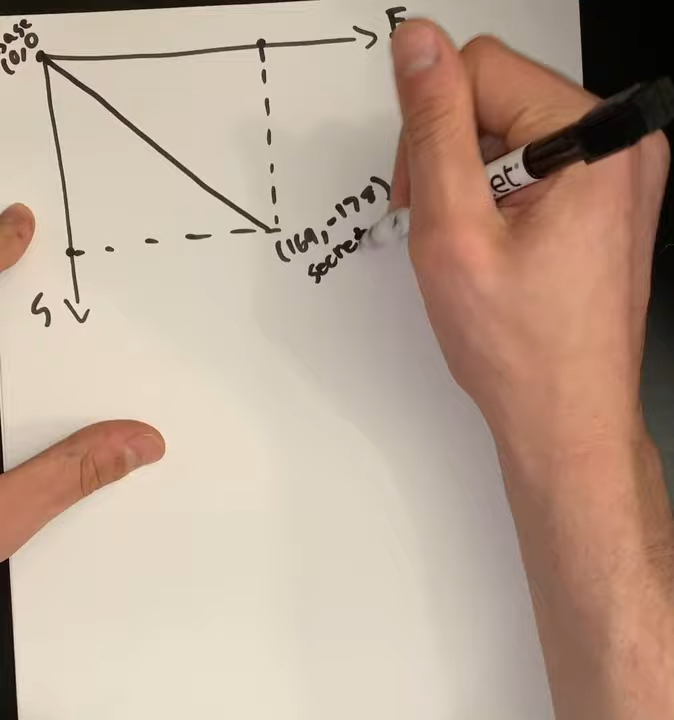 Base
(0,0
E
(169,-178)
secret
S
et